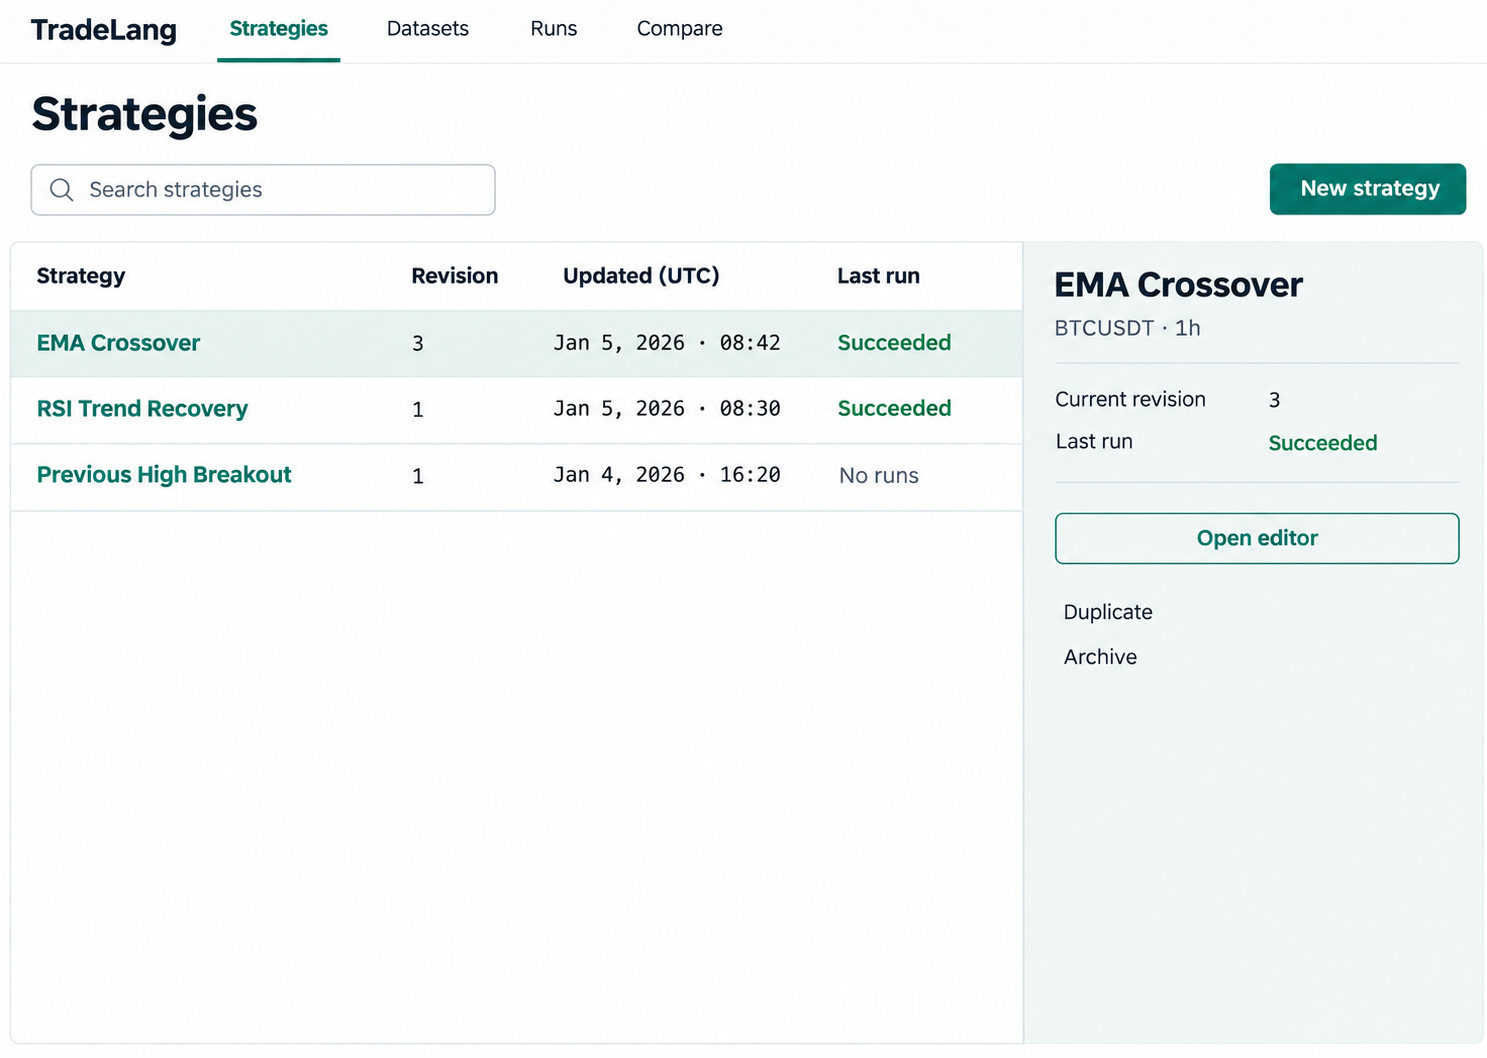 TradeLang Strategies Datasets Runs Compare
Strategies
Search strategies
New strategy
Strategy Revision Updated (UTC) Last run
EMA Crossover 3 Jan 5, 2026 · 08:42 Succeeded
RSI Trend Recovery 1 Jan 5, 2026 · 08:30 Succeeded
Previous High Breakout 1 Jan 4, 2026 · 16:20 No runs
EMA Crossover
BTCUSDT · 1h
Current revision 3
Last run Succeeded
Open editor
Duplicate
Archive